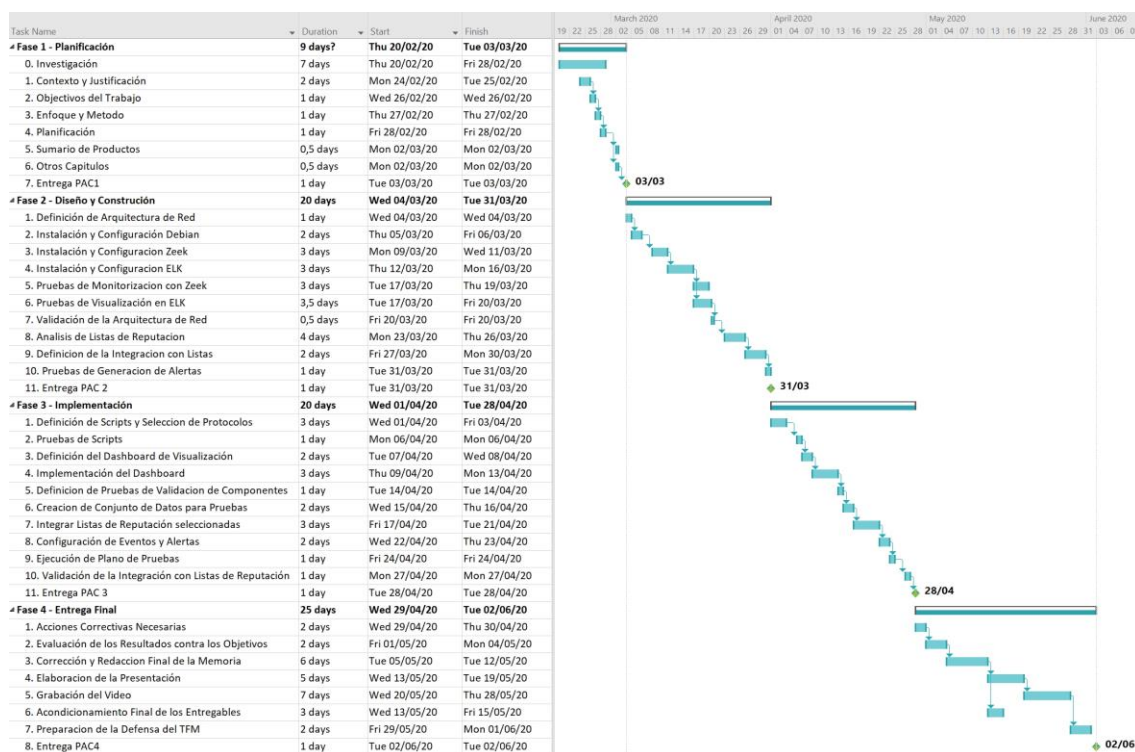 March 2020 April 2020 May 2020 June 2020
Task Name Duration Start Finish 19 22 25 28 02 05 08 11 14 17 20 23 26 29 01 04 07 10 13 16 19 22 25 28 01 04 07 10 13 16 19 22 25 28 31 03 06 0
Fase 1 - Planificación 9 days? Thu 20/02/20 Tue 03/03/20
0. Investigación 7 days Thu 20/02/20 Fri 28/02/20
1. Contexto y Justificación 2 days Mon 24/02/20 Tue 25/02/20
2. Objectivos del Trabajo 1 day Wed 26/02/20 Wed 26/02/20
3. Enfoque y Metodo 1 day Thu 27/02/20 Thu 27/02/20
4. Planificación 1 day Fri 28/02/20 Fri 28/02/20
5. Sumario de Productos 0,5 days Mon 02/03/20 Mon 02/03/20
6. Otros Capitulos 0,5 days Mon 02/03/20 Mon 02/03/20
7. Entrega PAC1 1 day Tue 03/03/20 Tue 03/03/20 03/03
Fase 2 - Diseño y Construción 20 days Wed 04/03/20 Tue 31/03/20
1. Definición de Arquitectura de Red 1 day Wed 04/03/20 Wed 04/03/20
2. Instalación y Configuración Debian 2 days Thu 05/03/20 Fri 06/03/20
3. Instalación y Configuracion Zeek 3 days Mon 09/03/20 Wed 11/03/20
4. Instalación y Configuracion ELK 3 days Thu 12/03/20 Mon 16/03/20
5. Pruebas de Monitorizacion con Zeek 3 days Tue 17/03/20 Thu 19/03/20
6. Pruebas de Visualización en ELK 3,5 days Tue 17/03/20 Fri 20/03/20
7. Validación de la Arquitectura de Red 0,5 days Fri 20/03/20 Fri 20/03/20
8. Analisis de Listas de Reputacion 4 days Mon 23/03/20 Thu 26/03/20
9. Definicion de la Integracion con Listas 2 days Fri 27/03/20 Mon 30/03/20
10. Pruebas de Generacion de Alertas 1 day Tue 31/03/20 Tue 31/03/20
11. Entrega PAC 2 1 day Tue 31/03/20 Tue 31/03/20 31/03
Fase 3 - Implementación 20 days Wed 01/04/20 Tue 28/04/20
1. Definición de Scripts y Seleccion de Protocolos 3 days Wed 01/04/20 Fri 03/04/20
2. Pruebas de Scripts 1 day Mon 06/04/20 Mon 06/04/20
3. Definición del Dashboard de Visualización 2 days Tue 07/04/20 Wed 08/04/20
4. Implementación del Dashboard 3 days Thu 09/04/20 Mon 13/04/20
5. Definicion de Pruebas de Validacion de Componentes 1 day Tue 14/04/20 Tue 14/04/20
6. Creacion de Conjunto de Datos para Pruebas 2 days Wed 15/04/20 Thu 16/04/20
7. Integrar Listas de Reputación seleccionadas 3 days Fri 17/04/20 Tue 21/04/20
8. Configuración de Eventos y Alertas 2 days Wed 22/04/20 Thu 23/04/20
9. Ejecución de Plano de Pruebas 1 day Fri 24/04/20 Fri 24/04/20
10. Validación de la Integración con Listas de Reputación 1 day Mon 27/04/20 Mon 27/04/20
11. Entrega PAC 3 1 day Tue 28/04/20 Tue 28/04/20 28/04
Fase 4 - Entrega Final 25 days Wed 29/04/20 Tue 02/06/20
1. Acciones Correctivas Necesarias 2 days Wed 29/04/20 Thu 30/04/20
2. Evaluación de los Resultados contra los Objetivos 2 days Fri 01/05/20 Mon 04/05/20
3. Corrección y Redaccion Final de la Memoria 6 days Tue 05/05/20 Tue 12/05/20
4. Elaboracion de la Presentación 5 days Wed 13/05/20 Tue 19/05/20
5. Grabación del Video 7 days Wed 20/05/20 Thu 28/05/20
6. Acondicionamiento Final de los Entregables 3 days Wed 13/05/20 Fri 15/05/20
7. Preparacion de la Defensa del TFM 2 days Fri 29/05/20 Mon 01/06/20
8. Entrega PAC4 1 day Tue 02/06/20 Tue 02/06/20 02/06